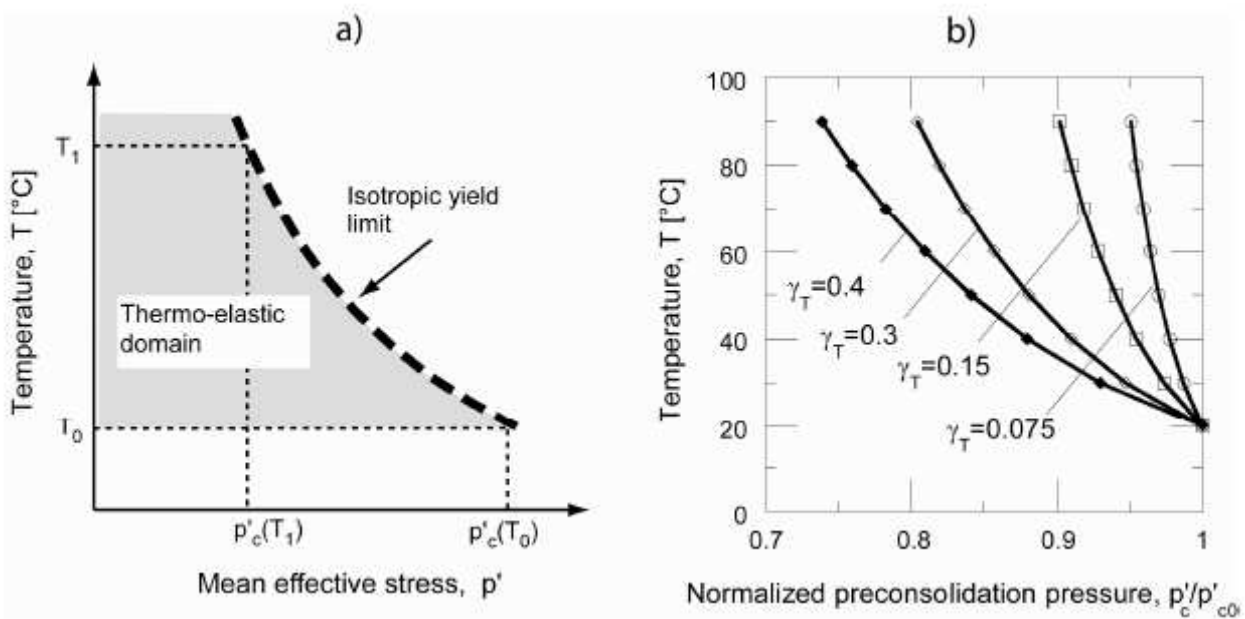 a)
Temperature, T [°C]
T₁
T₀
Isotropic yield
limit
Thermo-elastic
domain
p'c(T₁)
p'c(T₀)
Mean effective stress, p'
b)
Temperature, T [°C]
100
80
60
40
20
0
γT=0.4
γT=0.3
γT=0.15
γT=0.075
0.7
0.8
0.9
1
Normalized preconsolidation pressure, p'c/p'c0